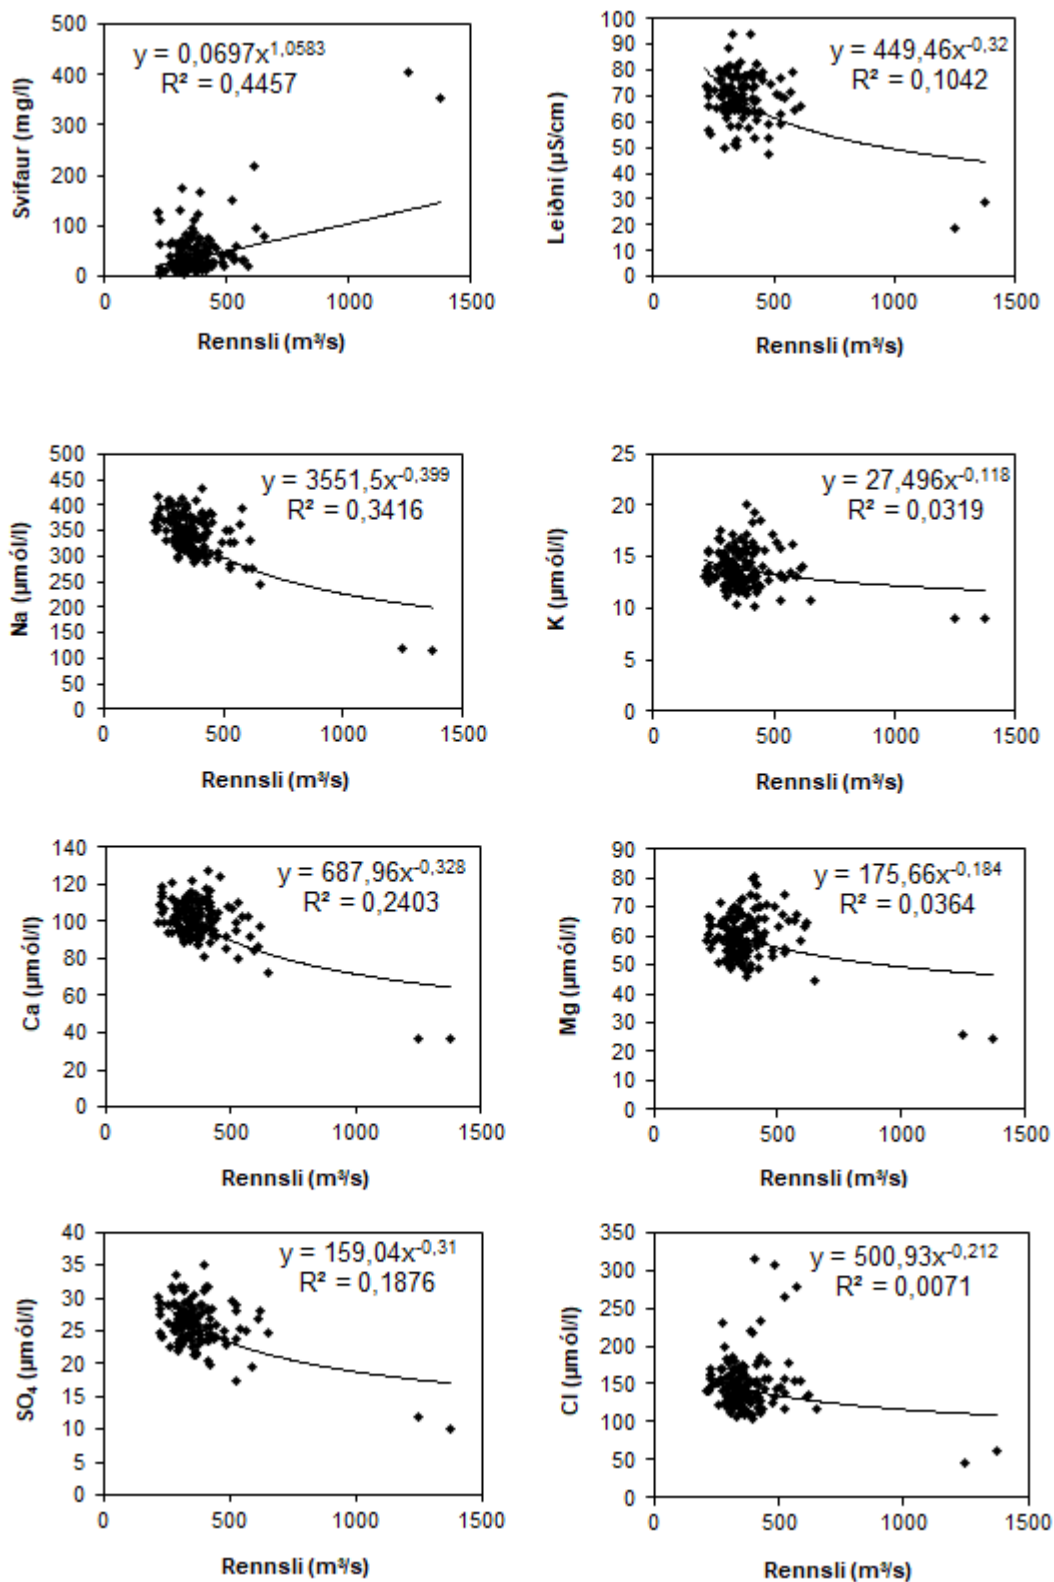 500
400
300
200
100
0
Svifaur (mg/l)
y = 0,0697x^1,0583
R² = 0,4457
0 500 1000 1500
Rennsli (m³/s)
100
90
80
70
60
50
40
30
20
10
0
Leiðni (µS/cm)
y = 449,46x^-0,32
R² = 0,1042
0 500 1000 1500
Rennsli (m³/s)
500
450
400
350
300
250
200
150
100
50
0
Na (µmól/l)
y = 3551,5x^-0,399
R² = 0,3416
0 500 1000 1500
Rennsli (m³/s)
25
20
15
10
5
0
K (µmól/l)
y = 27,496x^-0,118
R² = 0,0319
0 500 1000 1500
Rennsli (m³/s)
140
120
100
80
60
40
20
0
Ca (µmól/l)
y = 687,96x^-0,328
R² = 0,2403
0 500 1000 1500
Rennsli (m³/s)
90
80
70
60
50
40
30
20
10
0
Mg (µmól/l)
y = 175,66x^-0,184
R² = 0,0364
0 500 1000 1500
Rennsli (m³/s)
40
35
30
25
20
15
10
5
0
SO₄ (µmól/l)
y = 159,04x^-0,31
R² = 0,1876
0 500 1000 1500
Rennsli (m³/s)
350
300
250
200
150
100
50
0
Cl (µmól/l)
y = 500,93x^-0,212
R² = 0,0071
0 500 1000 1500
Rennsli (m³/s)